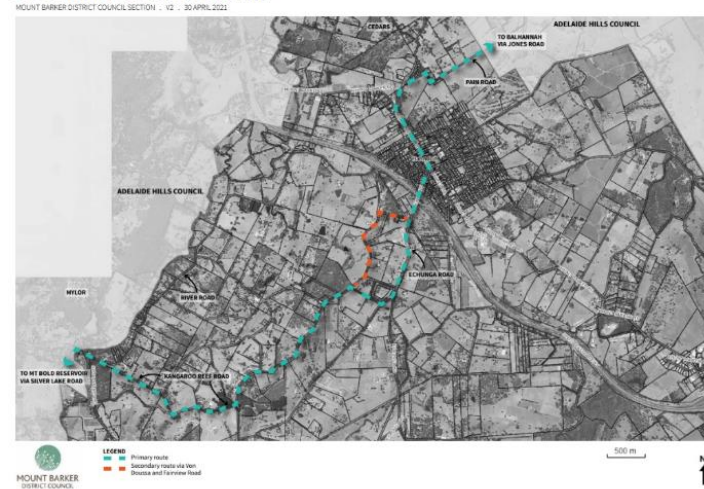 MOUNT BARKER DISTRICT COUNCIL SECTION . V2 . 30 APRIL 2021
CEDARS
ADELAIDE HILLS COUNCIL
TO BALHANNAH
VIA JONES ROAD
PAIN ROAD
ADELAIDE HILLS COUNCIL
ECHUNGA ROAD
MYLOR
RIVER ROAD
TO MT BOLD RESERVOIR
VIA SILVER LAKE ROAD
KANGAROO REEF ROAD
MOUNT BARKER
DISTRICT COUNCIL
LEGEND
Primary route
Secondary route via Von
Doussa and Fairview Road
500 m
N